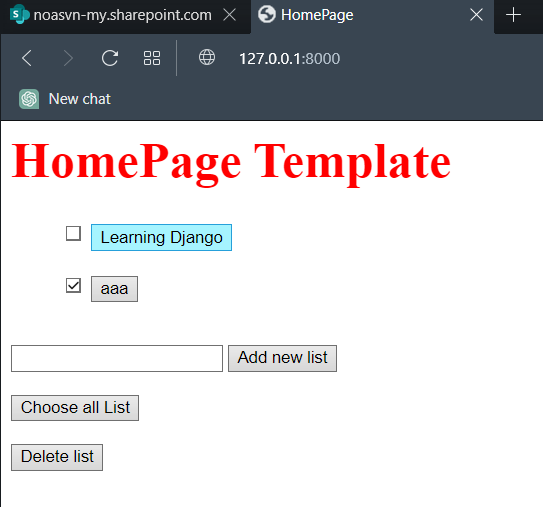 noasvn-my.sharepoint.com
HomePage
127.0.0.1:8000
New chat
HomePage Template
Learning Django
aaa
Add new list
Choose all List
Delete list